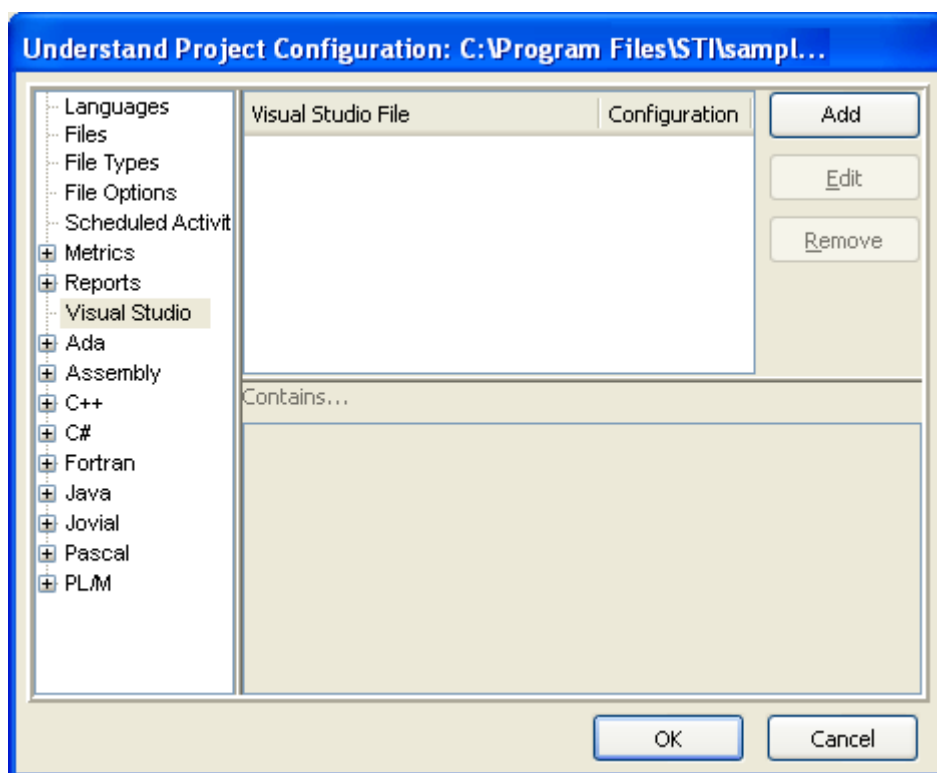 Understand Project Configuration: C:\Program Files\STI\sampl...
Languages
Files
File Types
File Options
Scheduled Activit
Metrics
Reports
Visual Studio
Ada
Assembly
C++
C#
Fortran
Java
Jovial
Pascal
PL/M
Visual Studio File Configuration
Contains...
Add
Edit
Remove
OK Cancel